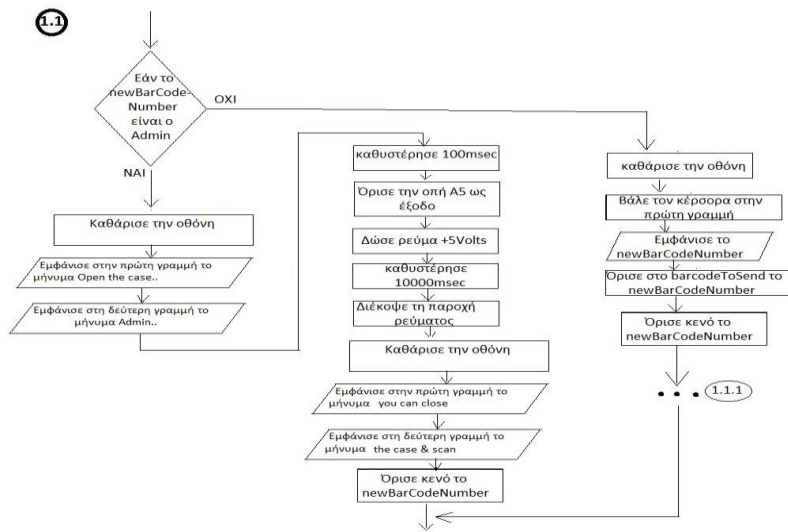 1.1
Εάν το
newBarCode-
Number
είναι ο
Admin
ΟΧΙ
ΝΑΙ
Καθάρισε την οθόνη
Εμφάνισε στην πρώτη γραμμή το
μήνυμα Open the case..
Εμφάνισε στη δεύτερη γραμμή το
μήνυμα Admin..
καθυστέρησε 100msec
Όρισε την οπή A5 ως
έξοδο
Δώσε ρεύμα +5Volts
καθυστέρησε
10000msec
Διέκοψε τη παροχή
ρεύματος
Καθάρισε την οθόνη
Εμφάνισε στην πρώτη γραμμή το
μήνυμα you can close
Εμφάνισε στη δεύτερη γραμμή το
μήνυμα the case & scan
Όρισε κενό το
newBarCodeNumber
καθάρισε την οθόνη
Βάλε τον κέρσορα στην
πρώτη γραμμή
Εμφάνισε το
newBarCodeNumber
Όρισε στο barcodeToSend το
newBarCodeNumber
Όρισε κενό το
newBarCodeNumber
• • • 1.1.1